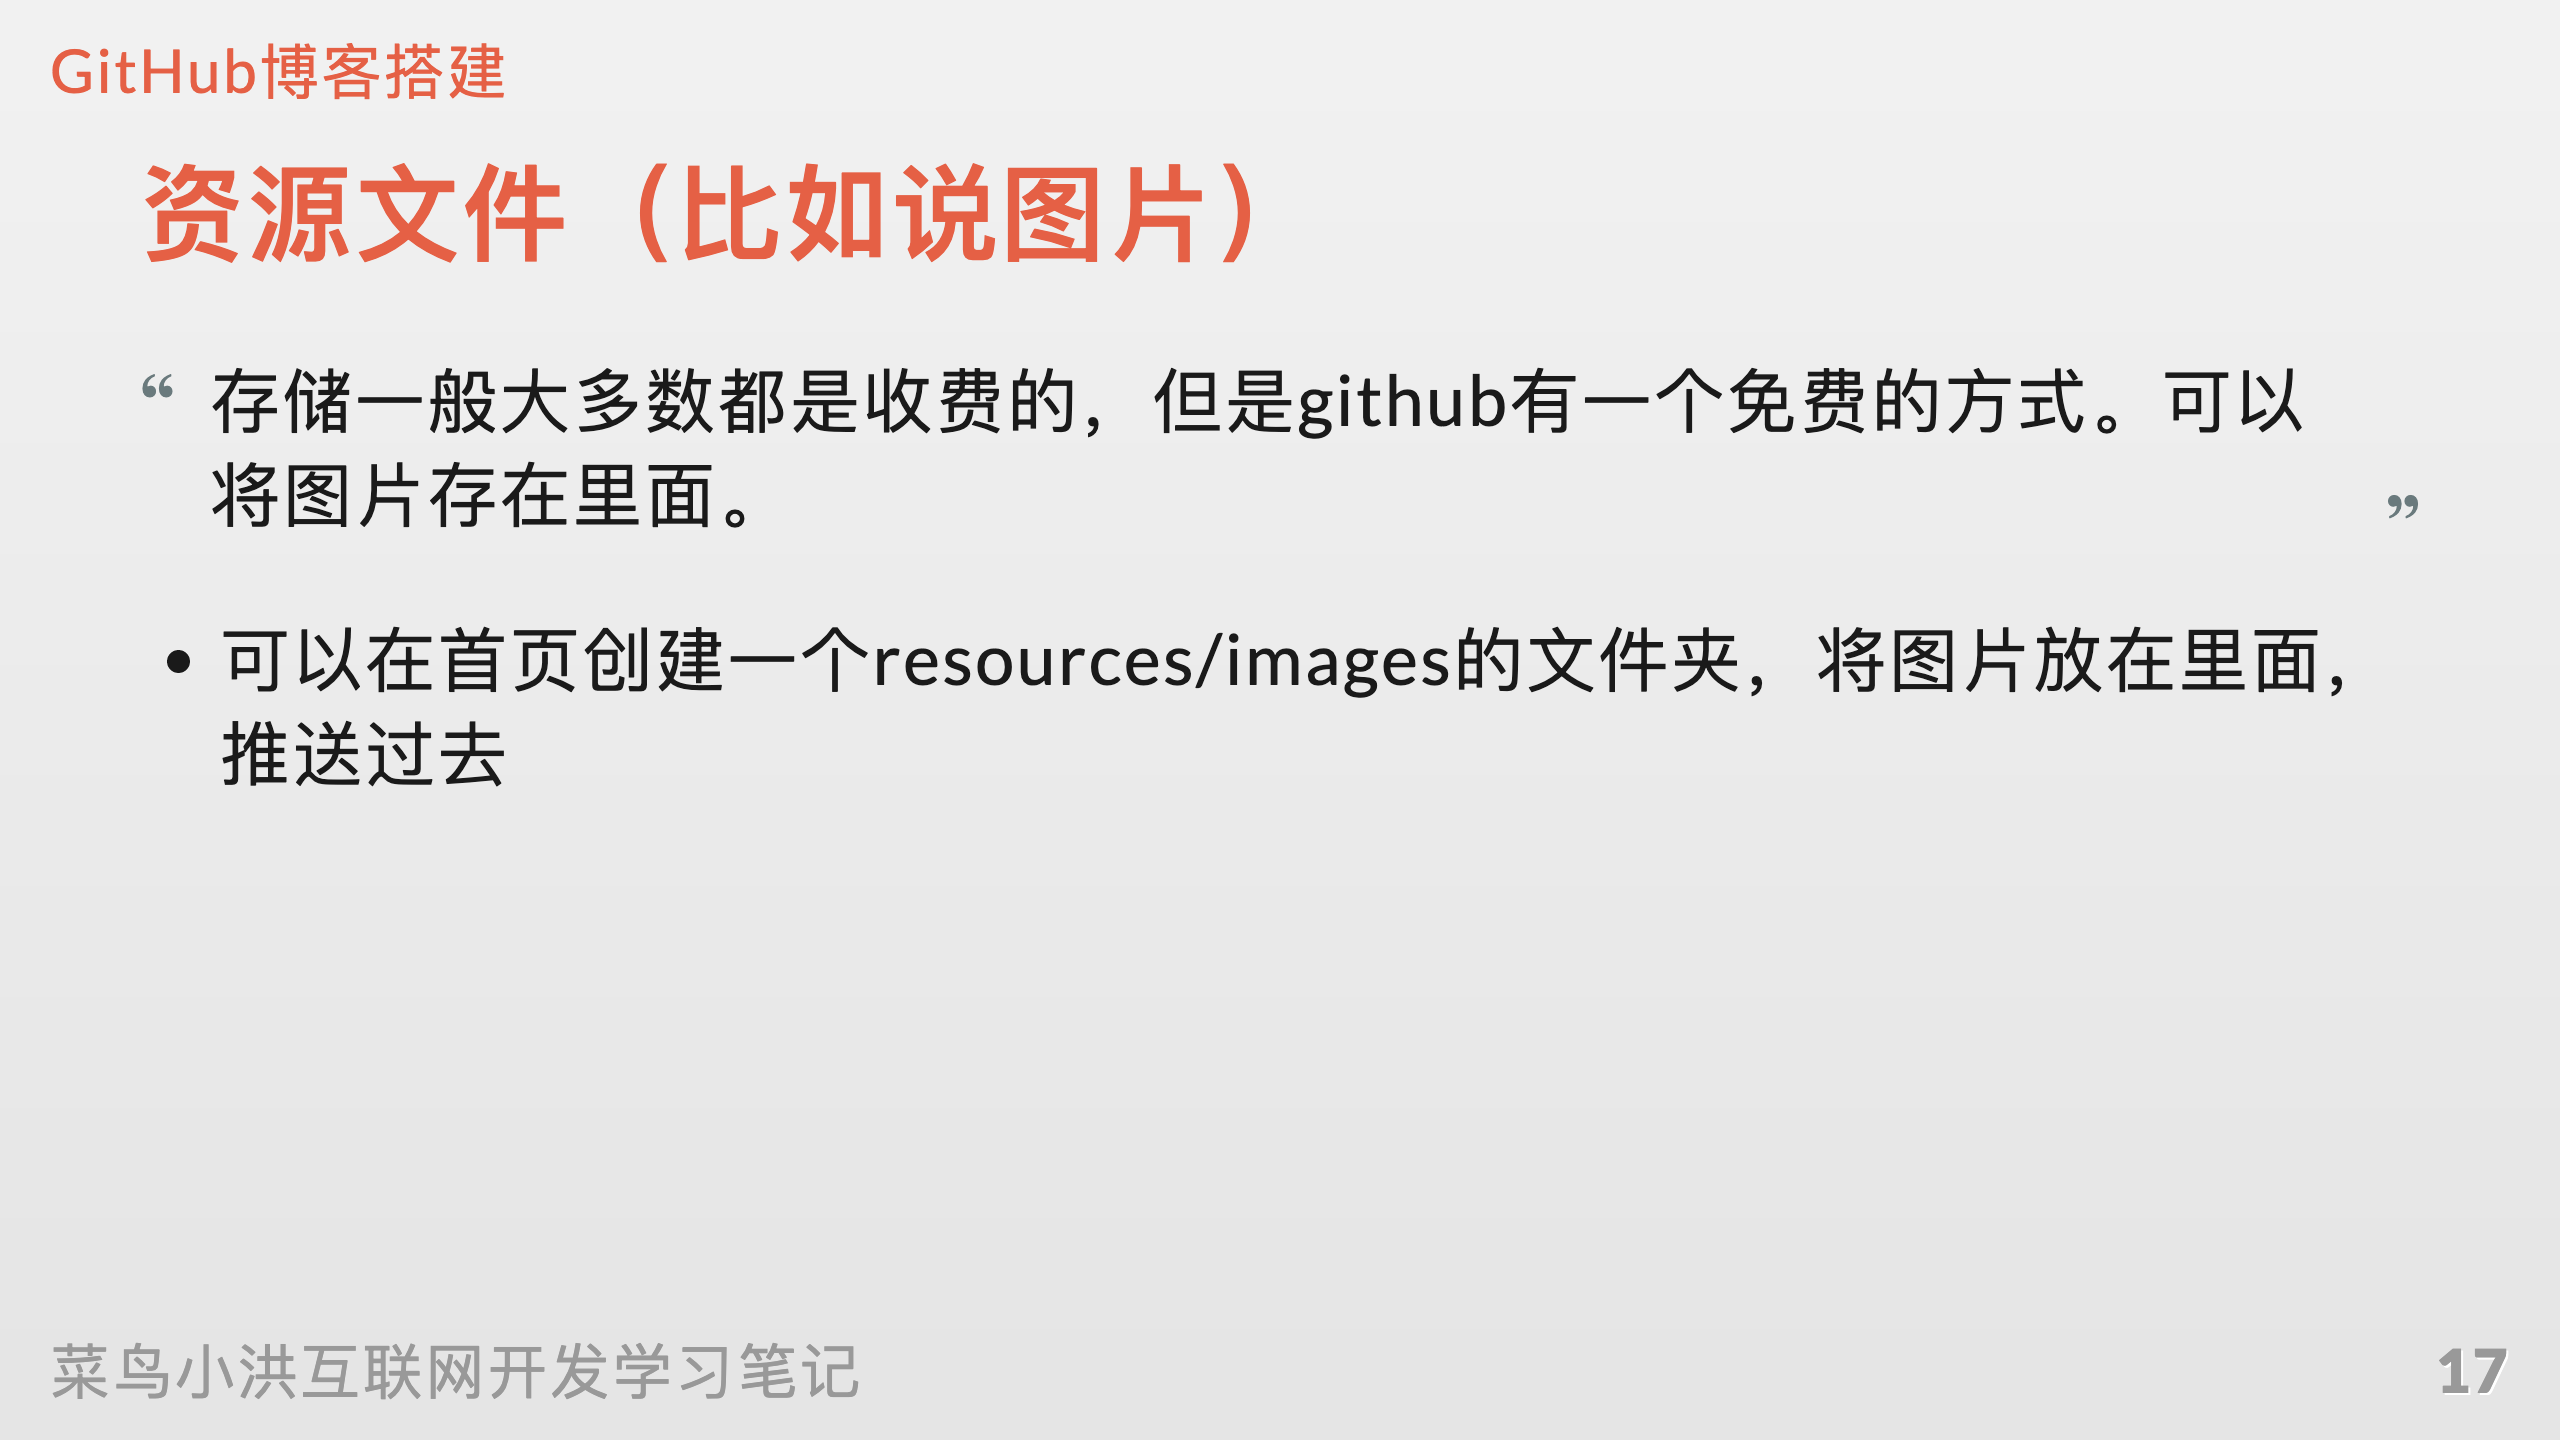 GitHub博客搭建
资源文件（比如说图片）
“ 存储一般大多数都是收费的，但是github有一个免费的方式。可以
将图片存在里面。 ”
• 可以在首页创建一个resources/images的文件夹，将图片放在里面，
推送过去
菜鸟小洪互联网开发学习笔记
17